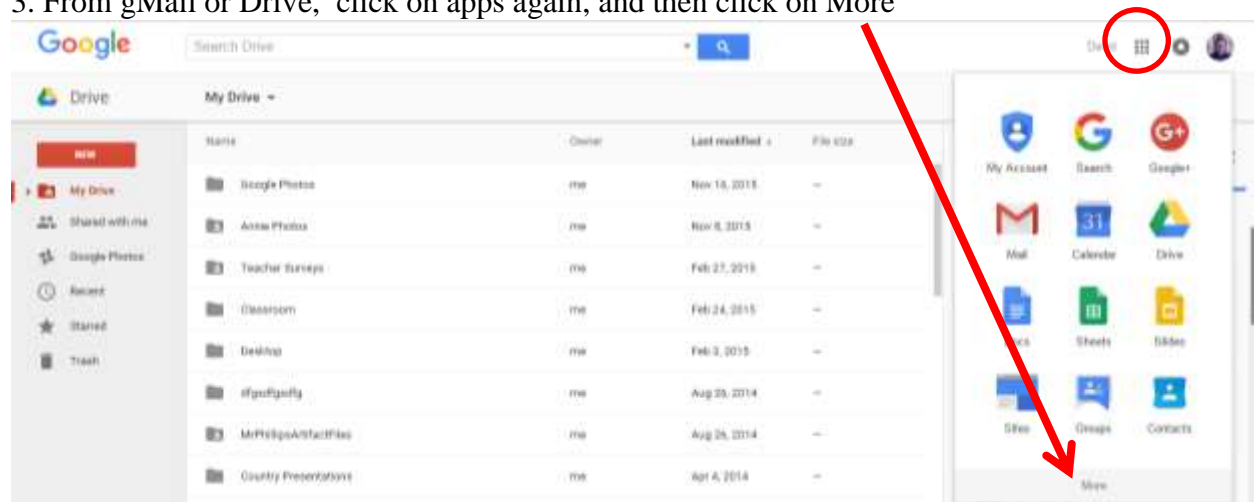 3. From gMail or Drive, click on apps again, and then click on More
Google
Search Drive
Drive
My Drive
Name Owner Last modified File size
NEW
My Drive
Shared with me
Google Photos
Recent
Starred
Trash
Google Photos me Nov 16, 2015 –
Annie Photos me Nov 8, 2015 –
Teacher Surveys me Feb 27, 2015 –
Classroom me Feb 24, 2015 –
Desktop me Feb 3, 2015 –
me Aug 26, 2014 –
MrPhillipsArtifactFiles me Aug 26, 2014 –
Country Presentations me Apr 4, 2014 –
My Account Search Google+
Mail Calendar Drive
31
G+
Docs Sheets Slides
Sites Groups Contacts
More